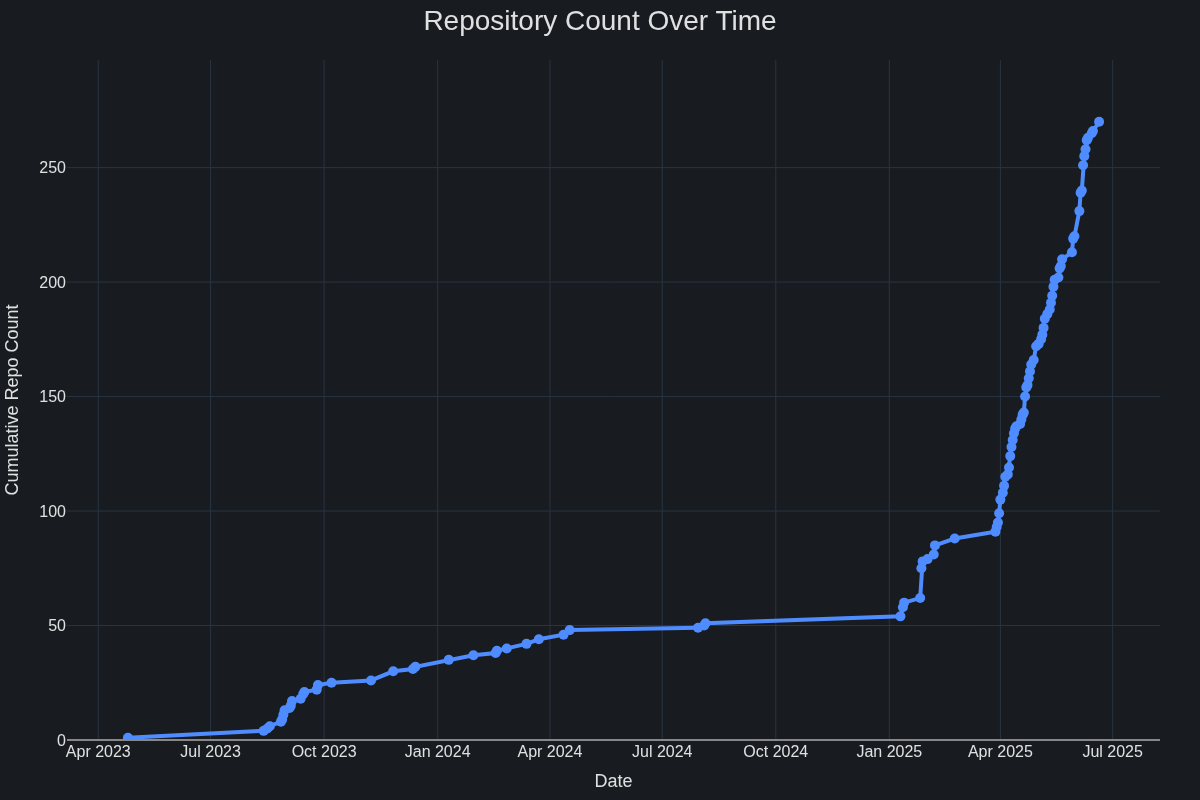 Repository Count Over Time
Cumulative Repo Count
250
200
150
100
50
0
Apr 2023
Jul 2023
Oct 2023
Jan 2024
Apr 2024
Jul 2024
Oct 2024
Jan 2025
Apr 2025
Jul 2025
Date